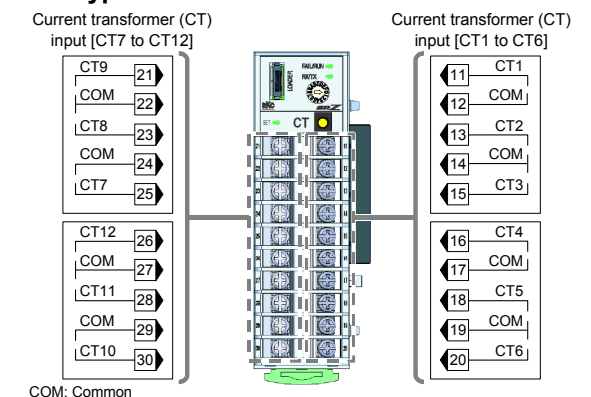 Current transformer (CT)
input [CT7 to CT12]
CT9
21
COM
22
CT8
23
COM
24
CT7
25
CT12
26
COM
27
CT11
28
COM
29
CT10
30
COM: Common
FAIL/RUN
RX/TX
LOADER
RKC
SRZ
SET
CT
Current transformer (CT)
input [CT1 to CT6]
11
CT1
12
COM
13
CT2
14
COM
15
CT3
16
CT4
17
COM
18
CT5
19
COM
20
CT6